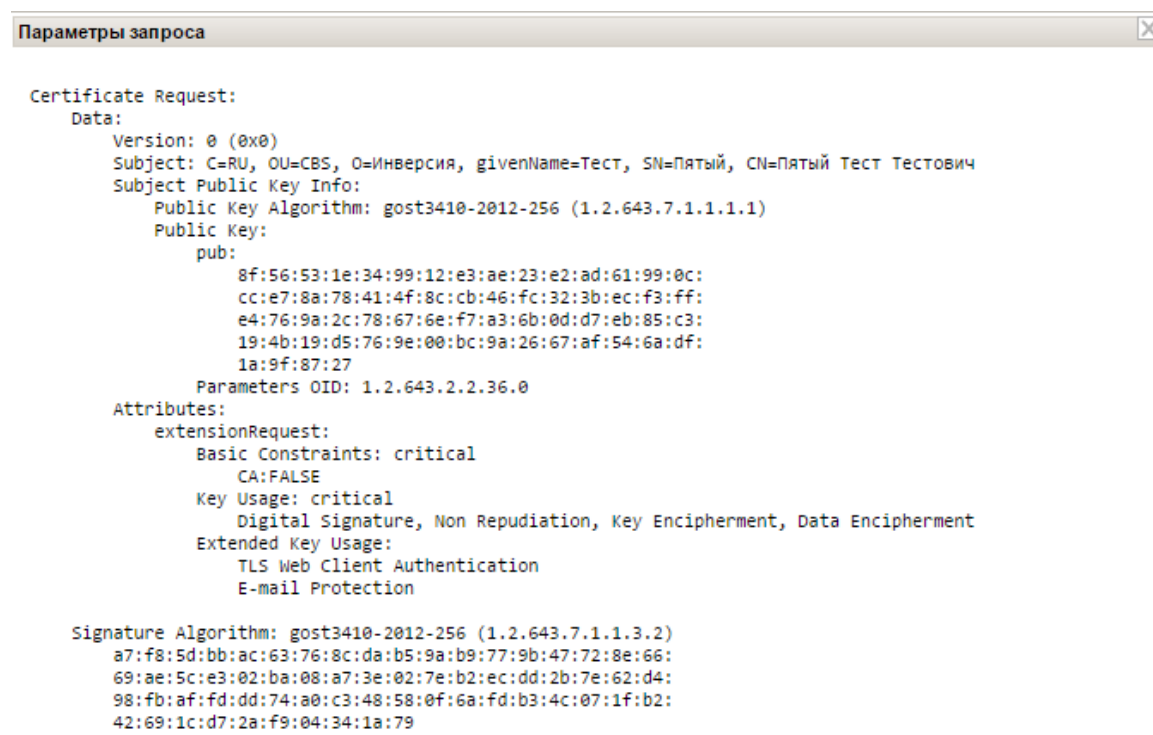 Параметры запроса
Certificate Request:
Data:
Version: 0 (0x0)
Subject: C=RU, OU=CBS, O=Инверсия, givenName=Тест, SN=Пятый, CN=Пятый Тест Тестович
Subject Public Key Info:
Public Key Algorithm: gost3410-2012-256 (1.2.643.7.1.1.1.1)
Public Key:
pub:
8f:56:53:1e:34:99:12:e3:ae:23:e2:ad:61:99:0c:
cc:e7:8a:78:41:4f:8c:cb:46:fc:32:3b:ec:f3:ff:
e4:76:9a:2c:78:67:6e:f7:a3:6b:0d:d7:eb:85:c3:
19:4b:19:d5:76:9e:00:bc:9a:26:67:af:54:6a:df:
1a:9f:87:27
Parameters OID: 1.2.643.2.2.36.0
Attributes:
extensionRequest:
Basic Constraints: critical
CA:FALSE
Key Usage: critical
Digital Signature, Non Repudiation, Key Encipherment, Data Encipherment
Extended Key Usage:
TLS Web Client Authentication
E-mail Protection
Signature Algorithm: gost3410-2012-256 (1.2.643.7.1.1.3.2)
a7:f8:5d:bb:ac:63:76:8c:da:b5:9a:b9:77:9b:47:72:8e:66:
69:ae:5c:e3:02:ba:08:a7:3e:02:7e:b2:ec:dd:2b:7e:62:d4:
98:fb:af:fd:dd:74:a0:c3:48:58:0f:6a:fd:b3:4c:07:1f:b2:
42:69:1c:d7:2a:f9:04:34:1a:79